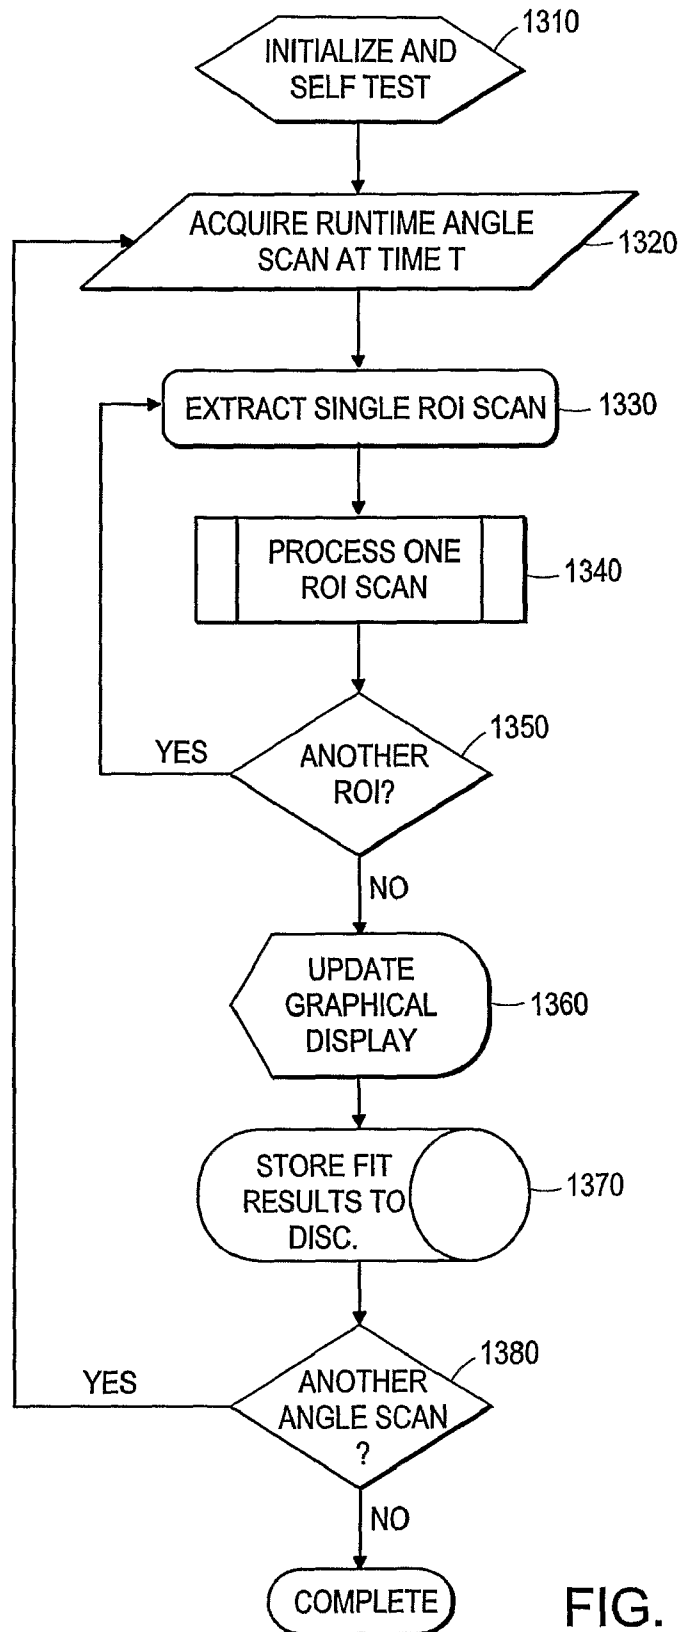 1310
INITIALIZE AND
SELF TEST
ACQUIRE RUNTIME ANGLE
SCAN AT TIME T
1320
EXTRACT SINGLE ROI SCAN
1330
PROCESS ONE
ROI SCAN
1340
1350
YES
ANOTHER
ROI?
NO
UPDATE
GRAPHICAL
DISPLAY
1360
STORE FIT
RESULTS TO
DISC.
1370
1380
YES
ANOTHER
ANGLE SCAN
?
NO
COMPLETE
FIG.